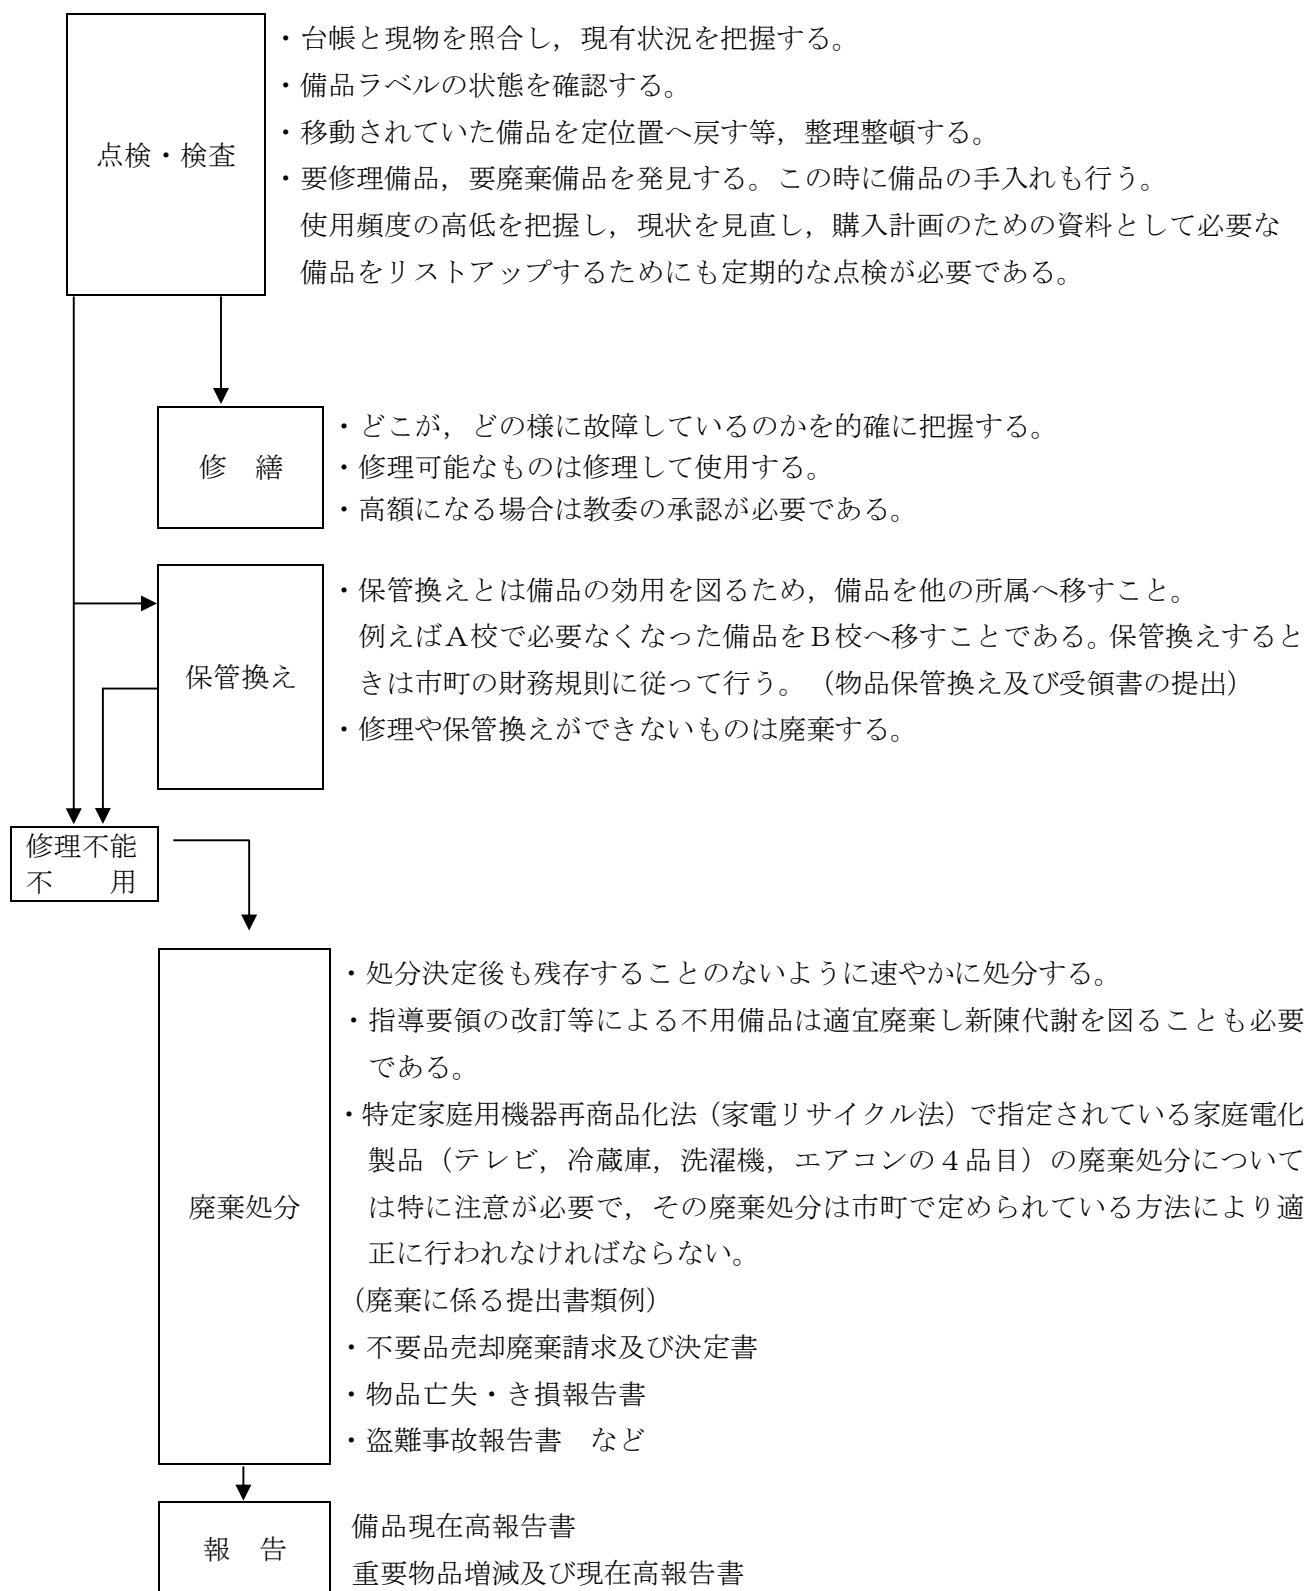 点検・検査
・台帳と現物を照合し，現有状況を把握する。
・備品ラベルの状態を確認する。
・移動されていた備品を定位置へ戻す等，整理整頓する。
・要修理備品，要廃棄備品を発見する。この時に備品の手入れも行う。
使用頻度の高低を把握し，現状を見直し，購入計画のための資料として必要な
備品をリストアップするためにも定期的な点検が必要である。
修　繕
・どこが，どの様に故障しているのかを的確に把握する。
・修理可能なものは修理して使用する。
・高額になる場合は教委の承認が必要である。
保管換え
・保管換えとは備品の効用を図るため，備品を他の所属へ移すこと。
例えばＡ校で必要なくなった備品をＢ校へ移すことである。保管換えすると
きは市町の財務規則に従って行う。（物品保管換え及び受領書の提出）
・修理や保管換えができないものは廃棄する。
修理不能
不　　用
廃棄処分
・処分決定後も残存することのないように速やかに処分する。
・指導要領の改訂等による不用備品は適宜廃棄し新陳代謝を図ることも必要
である。
・特定家庭用機器再商品化法（家電リサイクル法）で指定されている家庭電化
製品（テレビ，冷蔵庫，洗濯機，エアコンの４品目）の廃棄処分について
は特に注意が必要で，その廃棄処分は市町で定められている方法により適
正に行われなければならない。
（廃棄に係る提出書類例）
・不要品売却廃棄請求及び決定書
・物品亡失・き損報告書
・盗難事故報告書　など
報　告
備品現在高報告書
重要物品増減及び現在高報告書